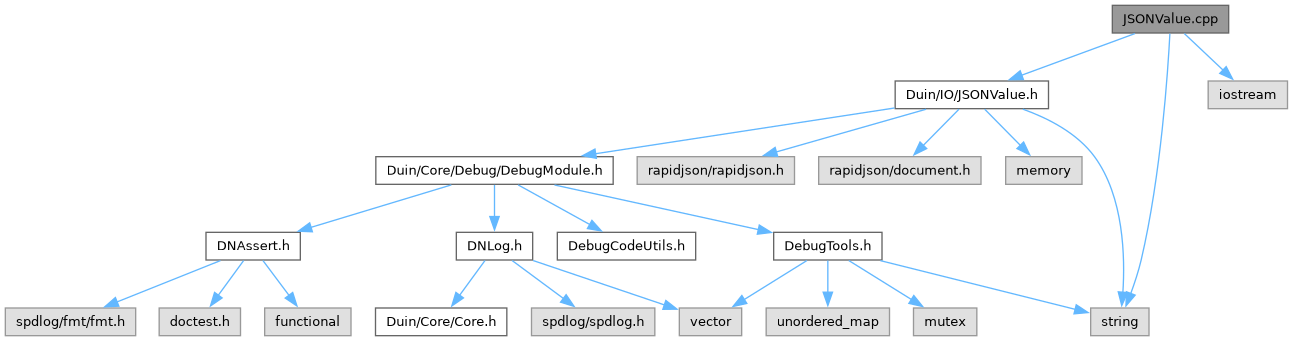 JSONValue.cpp
Duin/IO/JSONValue.h
iostream
Duin/Core/Debug/DebugModule.h
rapidjson/rapidjson.h
rapidjson/document.h
memory
DNAssert.h
DNLog.h
DebugCodeUtils.h
DebugTools.h
spdlog/fmt/fmt.h
doctest.h
functional
Duin/Core/Core.h
spdlog/spdlog.h
vector
unordered_map
mutex
string